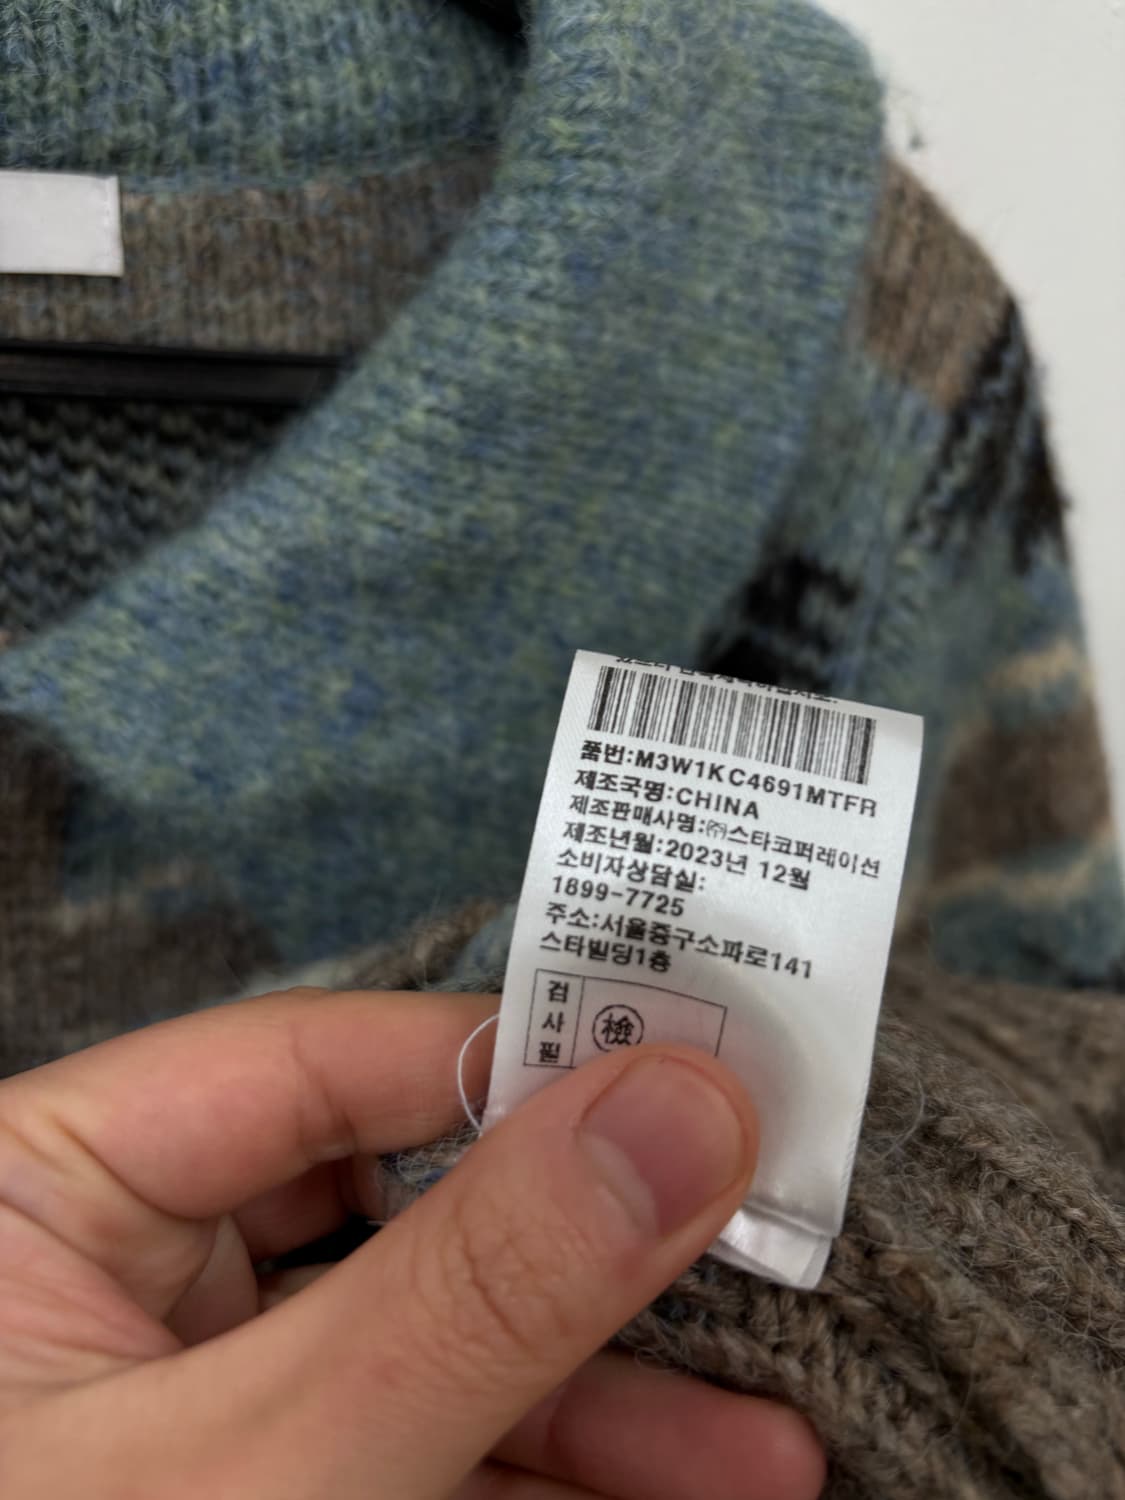 품번:M3W1KC4691MTFR
제조국명:CHINA
제조판매사명:㈜스타코퍼레이션
제조년월:2023년 12월
소비자상담실:
1899-7725
주소:서울중구소파로141
스타빌딩1층
검
사
필
檢